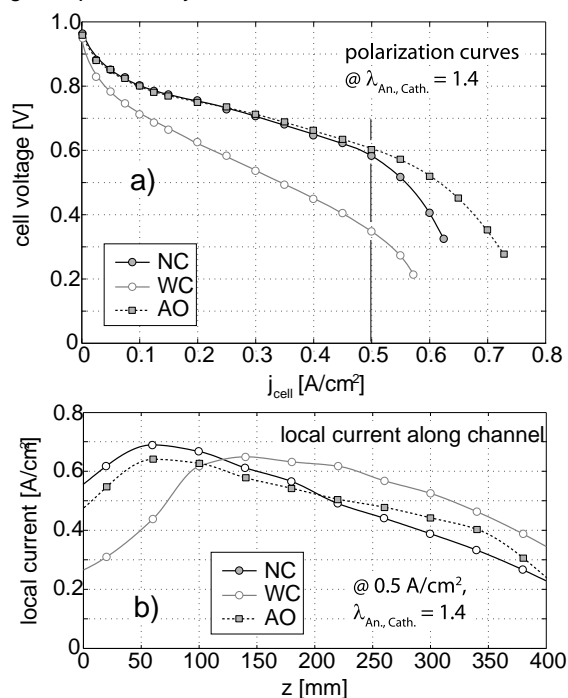 1.0
0.8
0.6
0.4
0.2
0
cell voltage [V]
polarization curves
@ λAn., Cath. = 1.4
a)
NC
WC
AO
0 0.1 0.2 0.3 0.4 0.5 0.6 0.7 0.8
jcell [A/cm²]
0.8
0.6
0.4
0.2
0
local current [A/cm²]
local current along channel
b)
NC
WC
AO
@ 0.5 A/cm²,
λAn., Cath. = 1.4
0 50 100 150 200 250 300 350 400
z [mm]